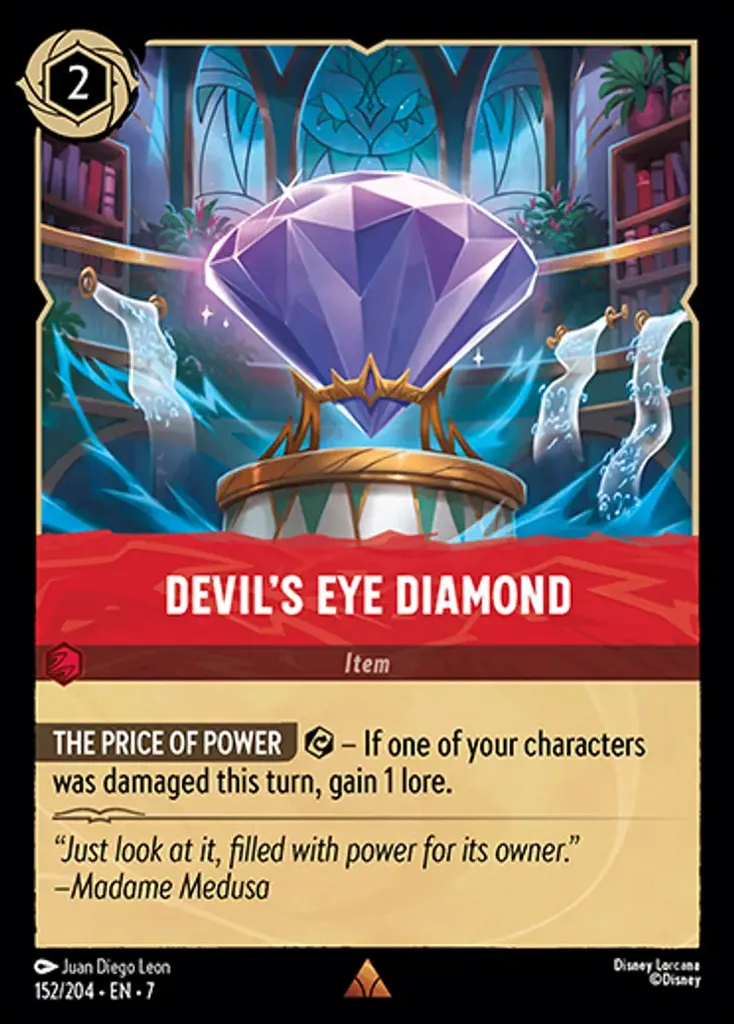 2
DEVIL'S EYE DIAMOND
Item
THE PRICE OF POWER – If one of your characters
was damaged this turn, gain 1 lore.
“Just look at it, filled with power for its owner.”
–Madame Medusa
Juan Diego Leon
Disney Lorcana
152/204 • EN • 7
©Disney